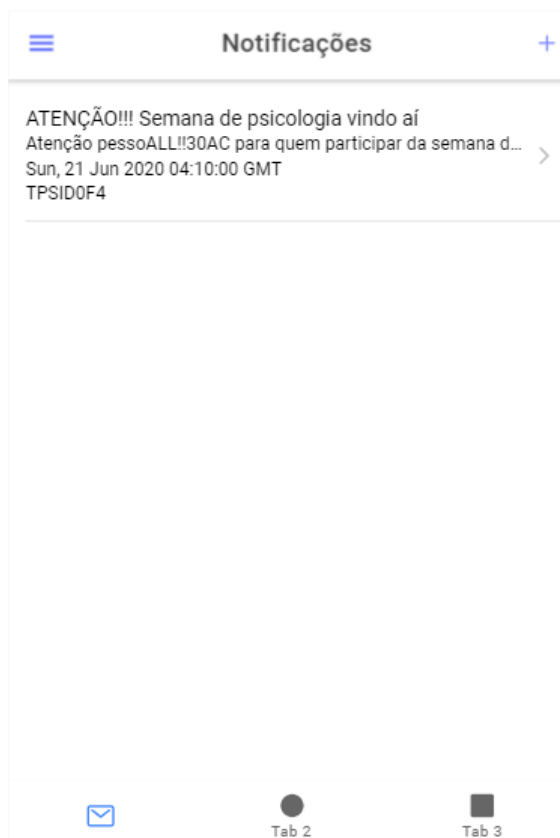 Notificações
ATENÇÃO!!! Semana de psicologia vindo aí
Atenção pessoALL!!30AC para quem participar da semana d...
Sun, 21 Jun 2020 04:10:00 GMT
TPSID0F4
Tab 2
Tab 3